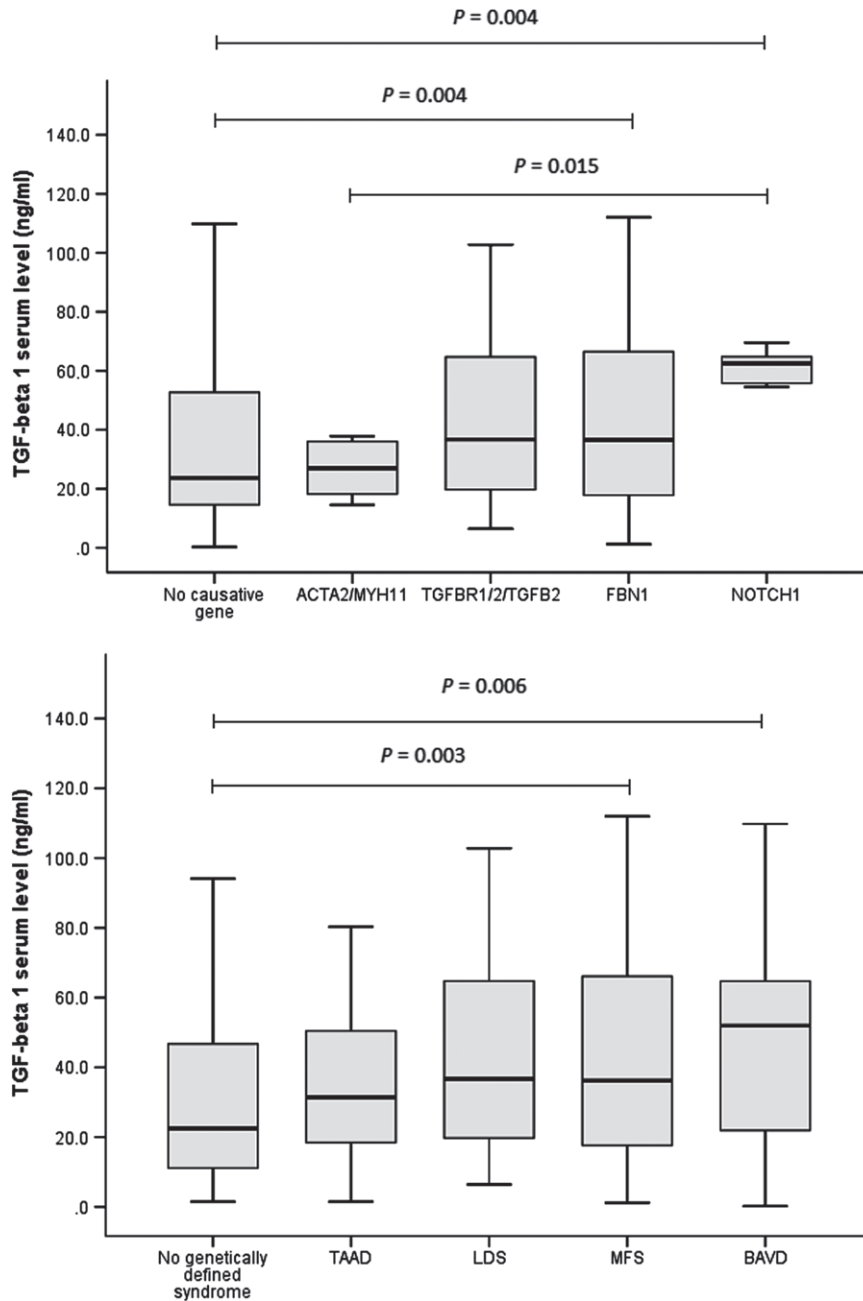 P = 0.004
P = 0.004
P = 0.015
TGF-beta 1 serum level (ng/ml)
140.0
120.0
100.0
80.0
60.0
40.0
20.0
.0
No causative
gene
ACTA2/MYH11
TGFBR1/2/TGFB2
FBN1
NOTCH1
P = 0.006
P = 0.003
TGF-beta 1 serum level (ng/ml)
140.0
120.0
100.0
80.0
60.0
40.0
20.0
.0
No genetically
defined
syndrome
TAAD
LDS
MFS
BAVD